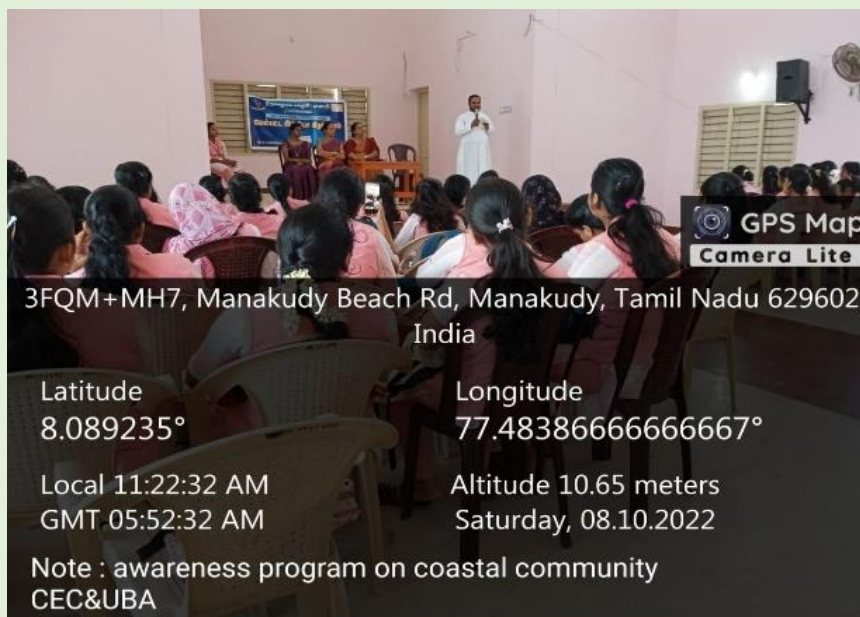 GPS Map
Camera Lite
3FQM+MH7, Manakudy Beach Rd, Manakudy, Tamil Nadu 629602
India
Latitude
8.089235°
Longitude
77.48386666666667°
Local 11:22:32 AM
GMT 05:52:32 AM
Altitude 10.65 meters
Saturday, 08.10.2022
Note : awareness program on coastal community
CEC&UBA